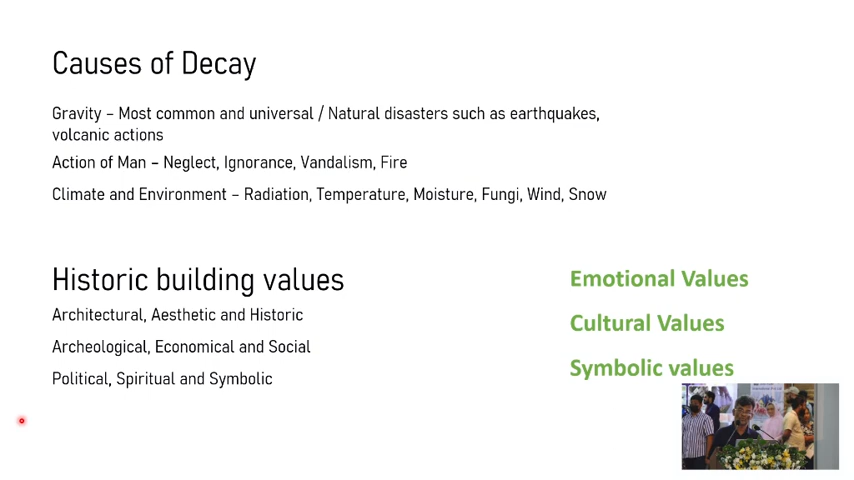 Causes of Decay
Gravity – Most common and universal / Natural disasters such as earthquakes,
volcanic actions
Action of Man – Neglect, Ignorance, Vandalism, Fire
Climate and Environment – Radiation, Temperature, Moisture, Fungi, Wind, Snow
Historic building values
Architectural, Aesthetic and Historic
Archeological, Economical and Social
Political, Spiritual and Symbolic
Emotional Values
Cultural Values
Symbolic values